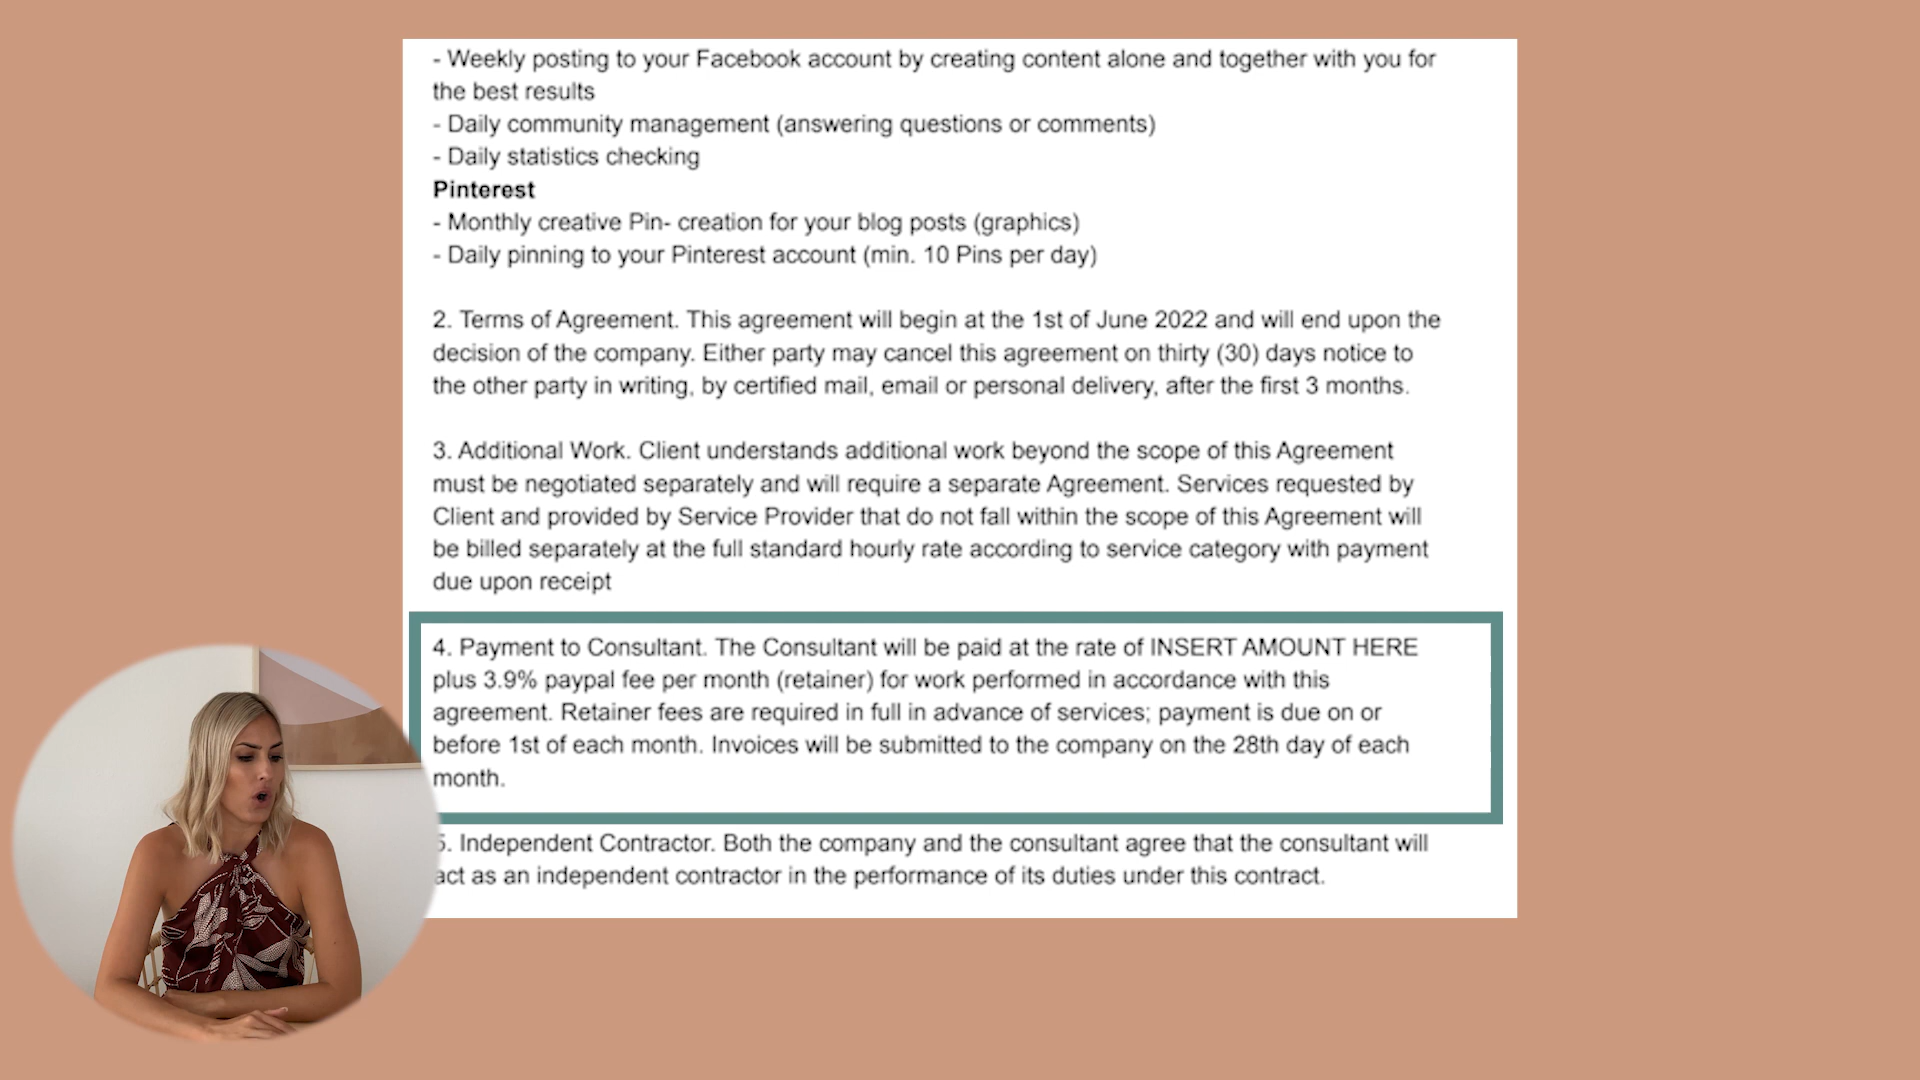 - Weekly posting to your Facebook account by creating content alone and together with you for
the best results
- Daily community management (answering questions or comments)
- Daily statistics checking
Pinterest
- Monthly creative Pin- creation for your blog posts (graphics)
- Daily pinning to your Pinterest account (min. 10 Pins per day)
2. Terms of Agreement. This agreement will begin at the 1st of June 2022 and will end upon the
decision of the company. Either party may cancel this agreement on thirty (30) days notice to
the other party in writing, by certified mail, email or personal delivery, after the first 3 months.
3. Additional Work. Client understands additional work beyond the scope of this Agreement
must be negotiated separately and will require a separate Agreement. Services requested by
Client and provided by Service Provider that do not fall within the scope of this Agreement will
be billed separately at the full standard hourly rate according to service category with payment
due upon receipt
4. Payment to Consultant. The Consultant will be paid at the rate of INSERT AMOUNT HERE
plus 3.9% paypal fee per month (retainer) for work performed in accordance with this
agreement. Retainer fees are required in full in advance of services; payment is due on or
before 1st of each month. Invoices will be submitted to the company on the 28th day of each
month.
5. Independent Contractor. Both the company and the consultant agree that the consultant will
act as an independent contractor in the performance of its duties under this contract.